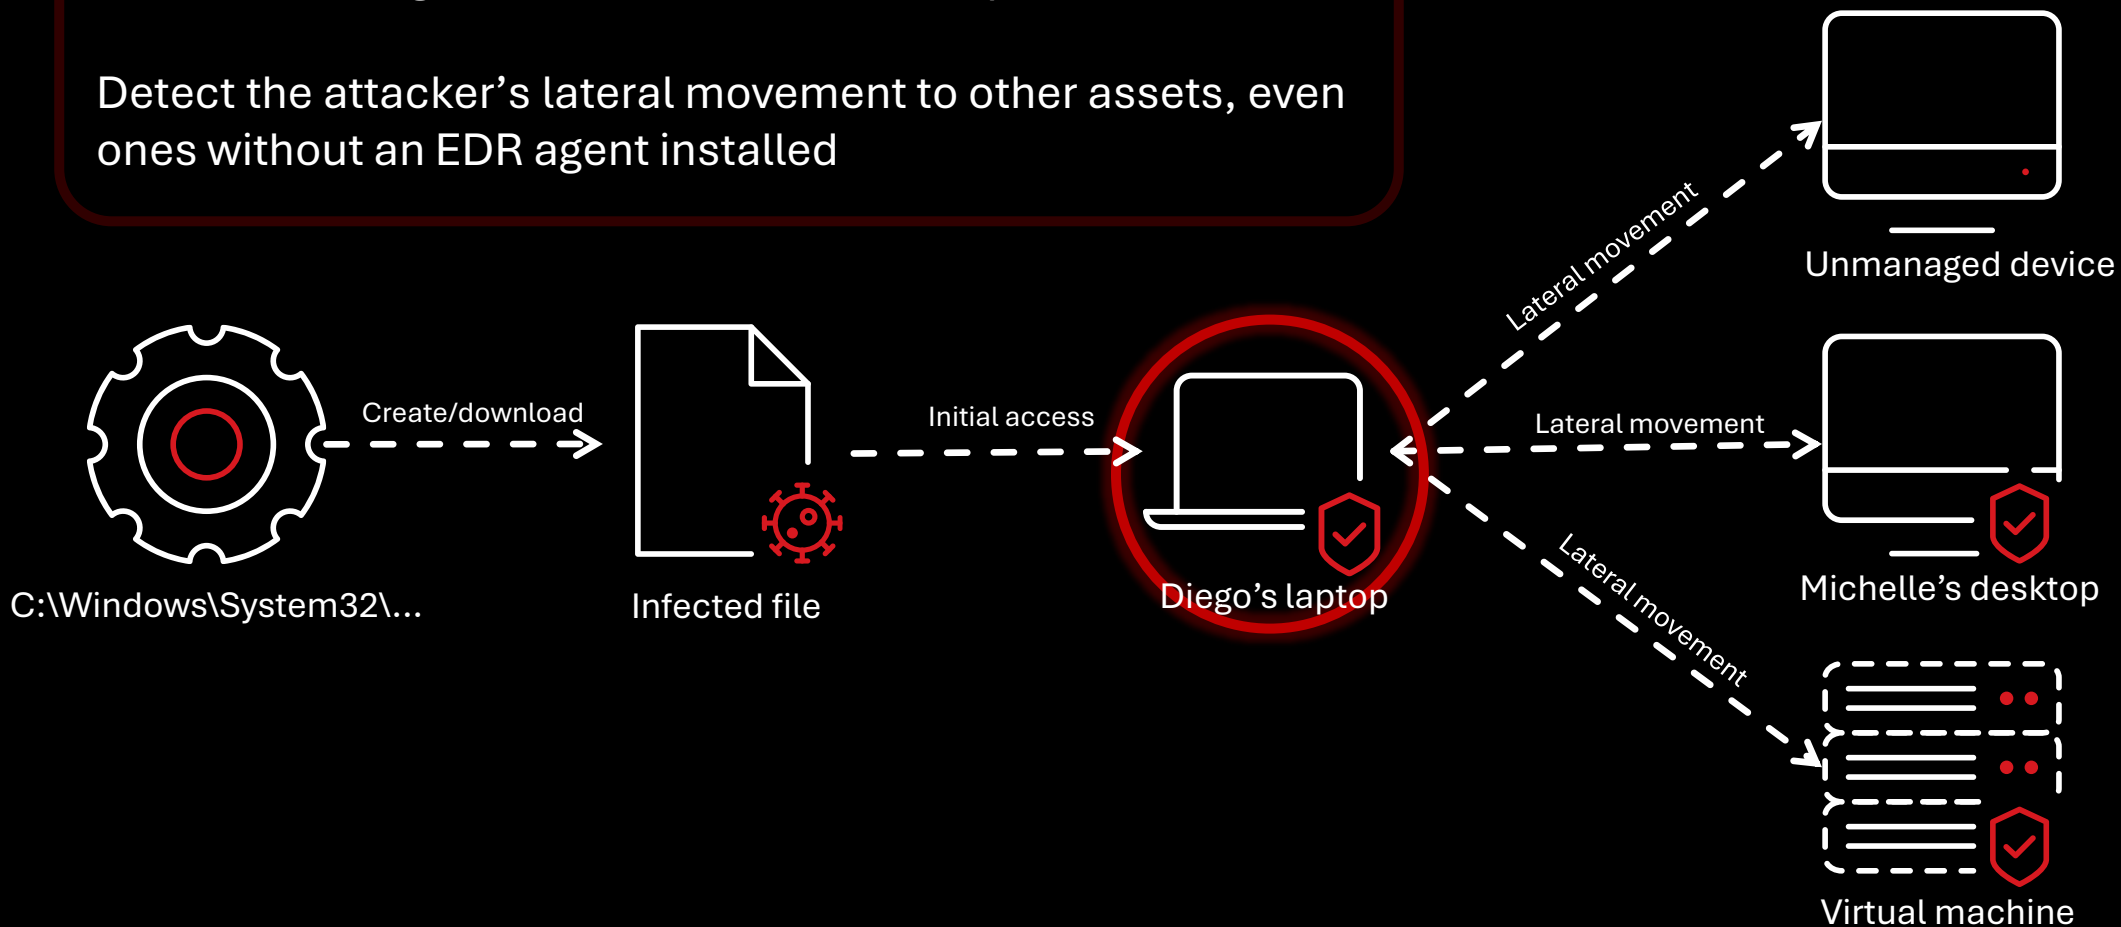 Detect the attacker’s lateral movement to other assets, even
ones without an EDR agent installed
Unmanaged device
Lateral movement
Create/download
Initial access
Lateral movement
C:\Windows\System32\...
Infected file
Diego’s laptop
Michelle’s desktop
Lateral movement
Virtual machine